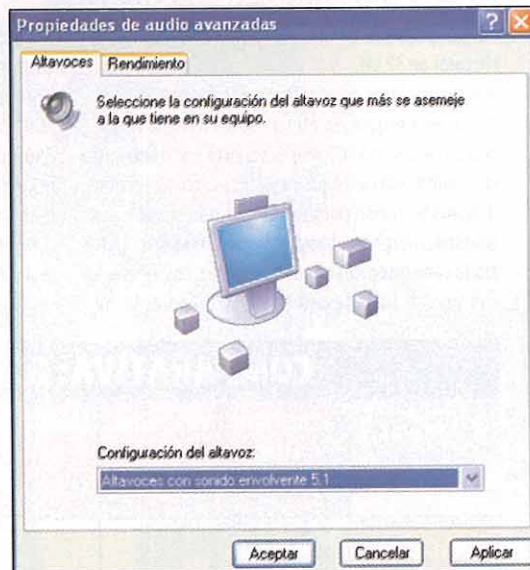 Propiedades de audio avanzadas
Altavoces Rendimiento
Seleccione la configuración del altavoz que más se asemeje
a la que tiene en su equipo.
Configuración del altavoz:
Altavoces con sonido envolvente 5.1
Aceptar Cancelar Aplicar